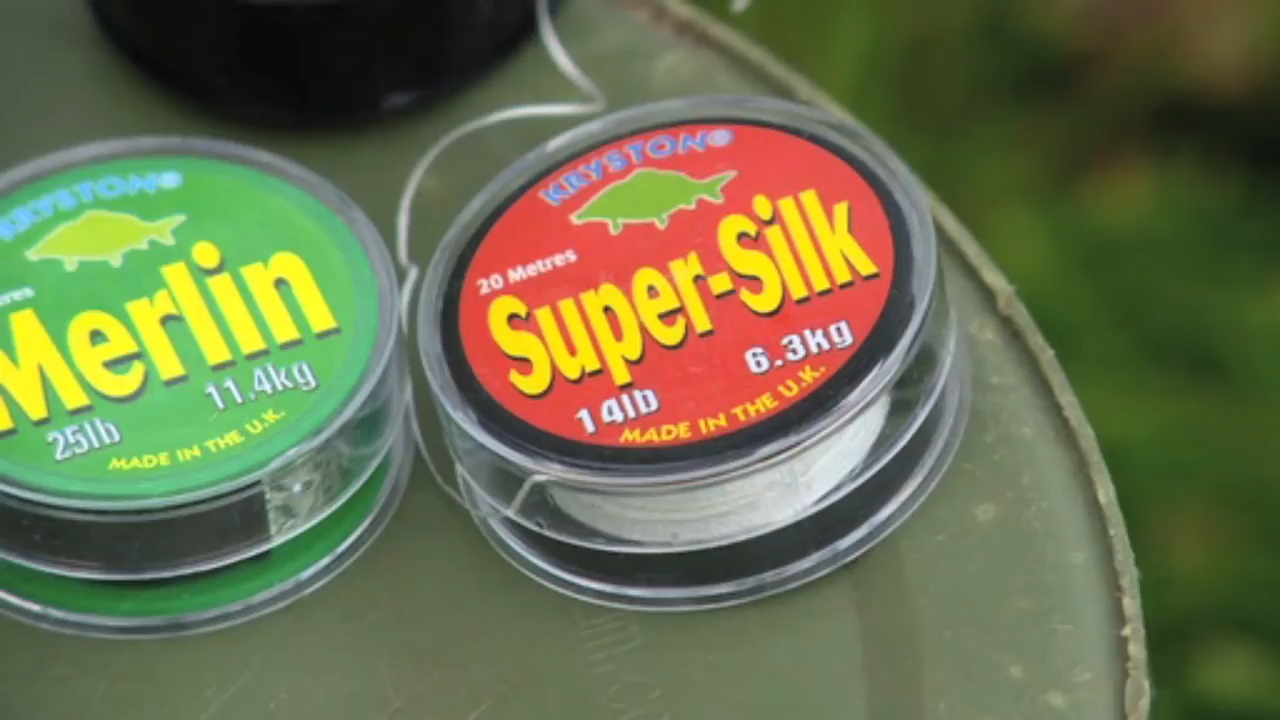 KRYSTON®
Merlin
25lb 11.4kg
MADE IN THE U.K.
KRYSTON®
20 Metres
Super-Silk
14lb 6.3kg
MADE IN THE U.K.